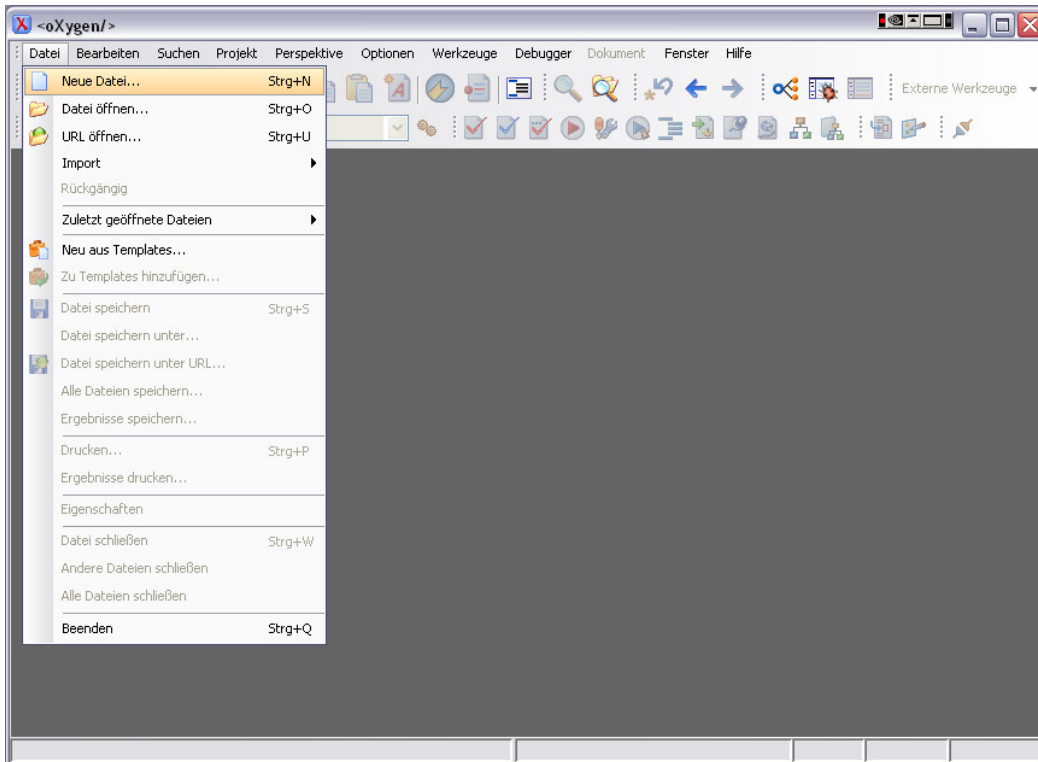 <oXygen/>
Datei Bearbeiten Suchen Projekt Perspektive Optionen Werkzeuge Debugger Dokument Fenster Hilfe
Externe Werkzeuge
Neue Datei... Strg+N
Datei öffnen... Strg+O
URL öffnen... Strg+U
Import
Rückgängig
Zuletzt geöffnete Dateien
Neu aus Templates...
Zu Templates hinzufügen...
Datei speichern Strg+S
Datei speichern unter...
Datei speichern unter URL...
Alle Dateien speichern...
Ergebnisse speichern...
Drucken... Strg+P
Ergebnisse drucken...
Eigenschaften
Datei schließen Strg+W
Andere Dateien schließen
Alle Dateien schließen
Beenden Strg+Q